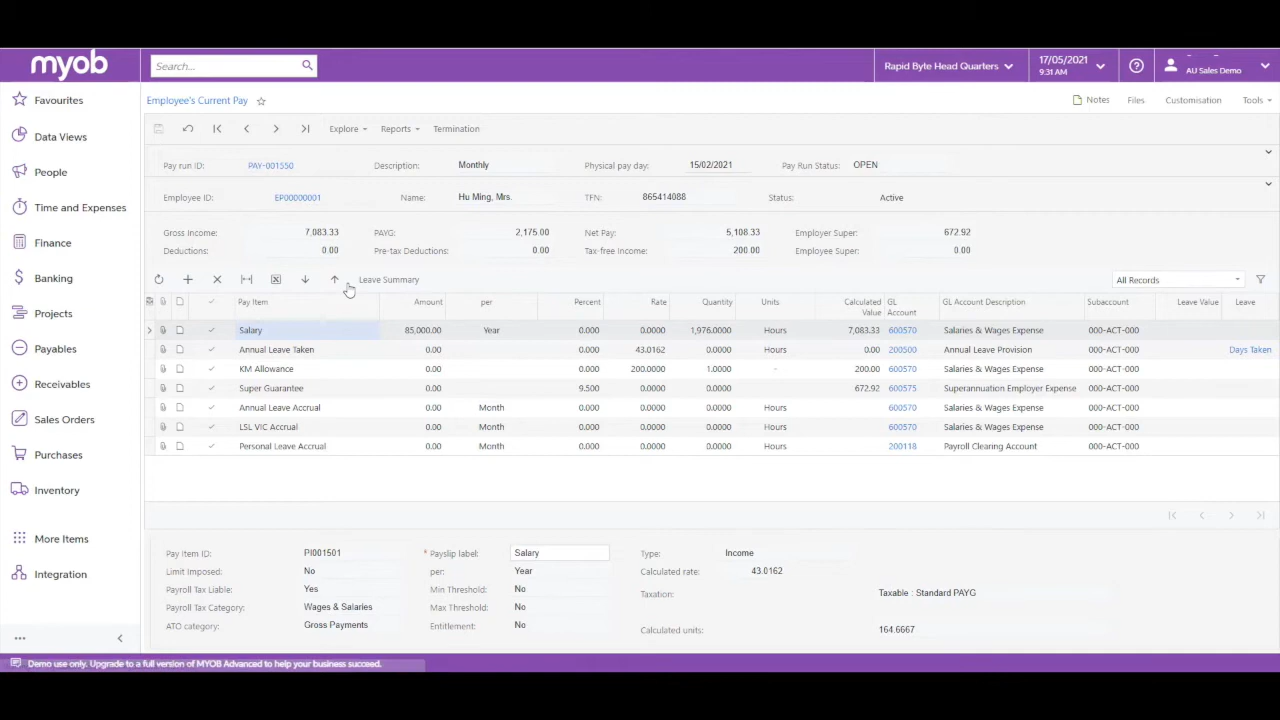 myob
Search...
Rapid Byte Head Quarters
17/05/2021
9:31 AM
AU Sales Demo
Favourites
Data Views
People
Time and Expenses
Finance
Banking
Projects
Payables
Receivables
Sales Orders
Purchases
Inventory
More Items
Integration
Employee's Current Pay
Notes Files Customisation Tools
Explore Reports Termination
Pay run ID: PAY-001550 Description: Monthly Physical pay day: 15/02/2021 Pay Run Status: OPEN
Employee ID: EP00000001 Name: Hu Ming, Mrs. TFN: 865414088 Status: Active
Gross Income: 7,083.33 PAYG: 2,175.00 Net Pay: 5,108.33 Employer Super: 672.92
Deductions: 0.00 Pre-tax Deductions: 0.00 Tax-free Income: 200.00 Employee Super: 0.00
Leave Summary All Records
Pay Item Amount per Percent Rate Quantity Units Calculated Value GL Account GL Account Description Subaccount Leave Value Leave
Salary 85,000.00 Year 0.000 0.0000 1,976.0000 Hours 7,083.33 600570 Salaries & Wages Expense 000-ACT-000
Annual Leave Taken 0.00 0.000 43.0162 0.0000 Hours 0.00 200500 Annual Leave Provision 000-ACT-000 Days Taken
KM Allowance 0.00 0.000 200.0000 1.0000 - 200.00 600570 Salaries & Wages Expense 000-ACT-000
Super Guarantee 0.00 9.500 0.0000 0.0000 672.92 600575 Superannuation Employer Expense 000-ACT-000
Annual Leave Accrual 0.00 Month 0.000 0.0000 0.0000 Hours 600570 Salaries & Wages Expense 000-ACT-000
LSL VIC Accrual 0.00 Month 0.000 0.0000 0.0000 Hours 600570 Salaries & Wages Expense 000-ACT-000
Personal Leave Accrual 0.00 Month 0.000 0.0000 0.0000 Hours 200118 Payroll Clearing Account 000-ACT-000
Pay Item ID: PI001501 * Payslip label: Salary Type: Income
Limit Imposed: No per: Year Calculated rate: 43.0162
Payroll Tax Liable: Yes Min Threshold: No Taxation: Taxable : Standard PAYG
Payroll Tax Category: Wages & Salaries Max Threshold: No
ATO category: Gross Payments Entitlement: No Calculated units: 164.6667
Demo use only. Upgrade to a full version of MYOB Advanced to help your business succeed.